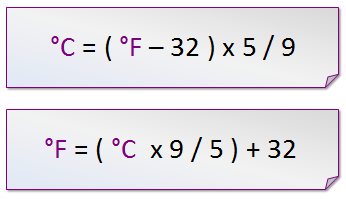 °C = ( °F – 32 ) x 5 / 9
°F = ( °C x 9 / 5 ) + 32